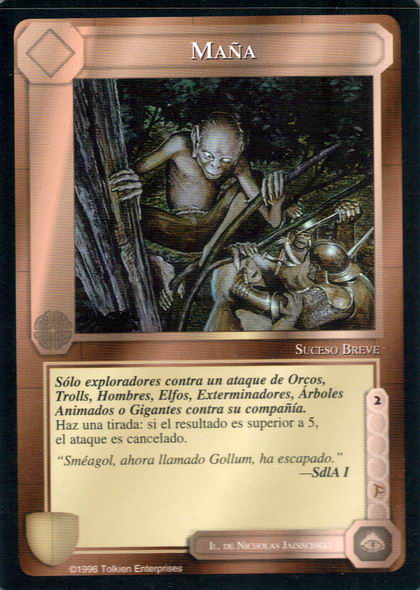 Maña
Suceso Breve
Sólo exploradores contra un ataque de Orcos,
Trolls, Hombres, Elfos, Exterminadores, Árboles
Animados o Gigantes contra su compañía.
Haz una tirada: si el resultado es superior a 5,
el ataque es cancelado.
“Sméagol, ahora llamado Gollum, ha escapado.”
—SdlA I
2
Il. de Nicholas Jainschigg
©1996 Tolkien Enterprises